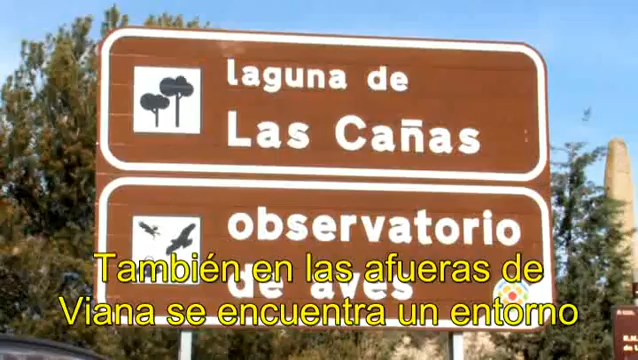 laguna de
Las Cañas
observatorio
de aves
También en las afueras de
Viana se encuentra un entorno